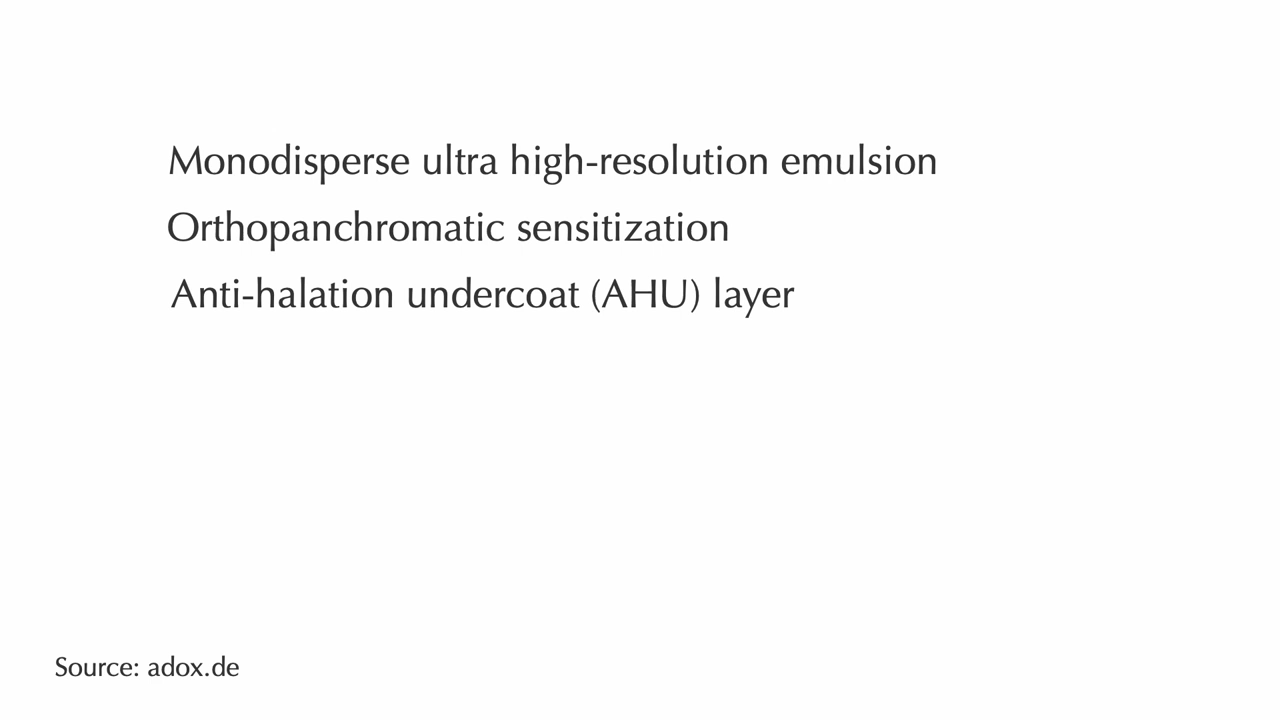 Monodisperse ultra high-resolution emulsion
Orthopanchromatic sensitization
Anti-halation undercoat (AHU) layer
Source: adox.de